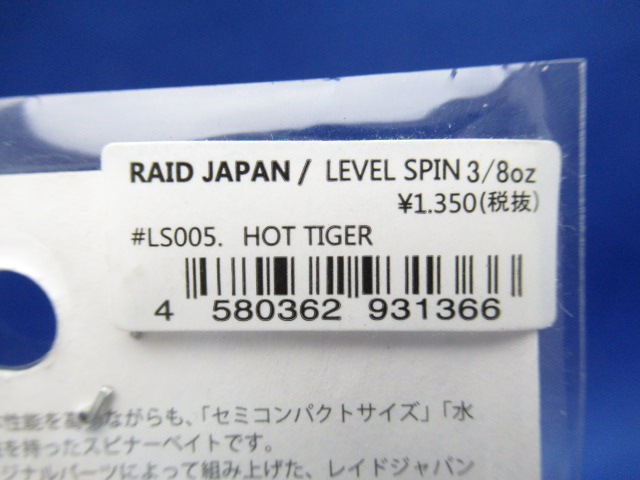 RAID JAPAN / LEVEL SPIN 3/8oz
¥1.350(税抜)
#LS005. HOT TIGER
4 580362 931366
性能を ながらも、「セミコンパクトサイズ」「水
を持ったスピナーベイトです。
ジナルパーツによって組み上げた、レイドジャパン